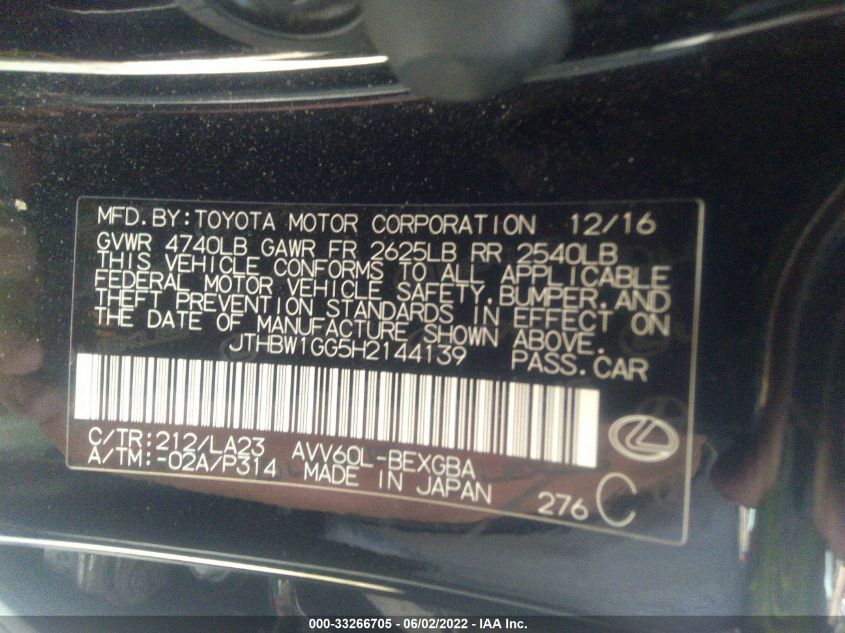 MFD.BY:TOYOTA MOTOR CORPORATION 12/16
GVWR 4740LB GAWR FR 2625LB RR 2540LB
THIS VEHICLE CONFORMS TO ALL APPLICABLE
FEDERAL MOTOR VEHICLE SAFETY,BUMPER,AND
THEFT PREVENTION STANDARDS IN EFFECT ON
THE DATE OF MANUFACTURE SHOWN ABOVE.
JTHBW1GG5H2144139 PASS.CAR
C/TR:212/LA23 AVV60L-BEXGBA
A/TM:-02A/P314 MADE IN JAPAN
276 C
000-33266705 - 06/02/2022 - IAA Inc.